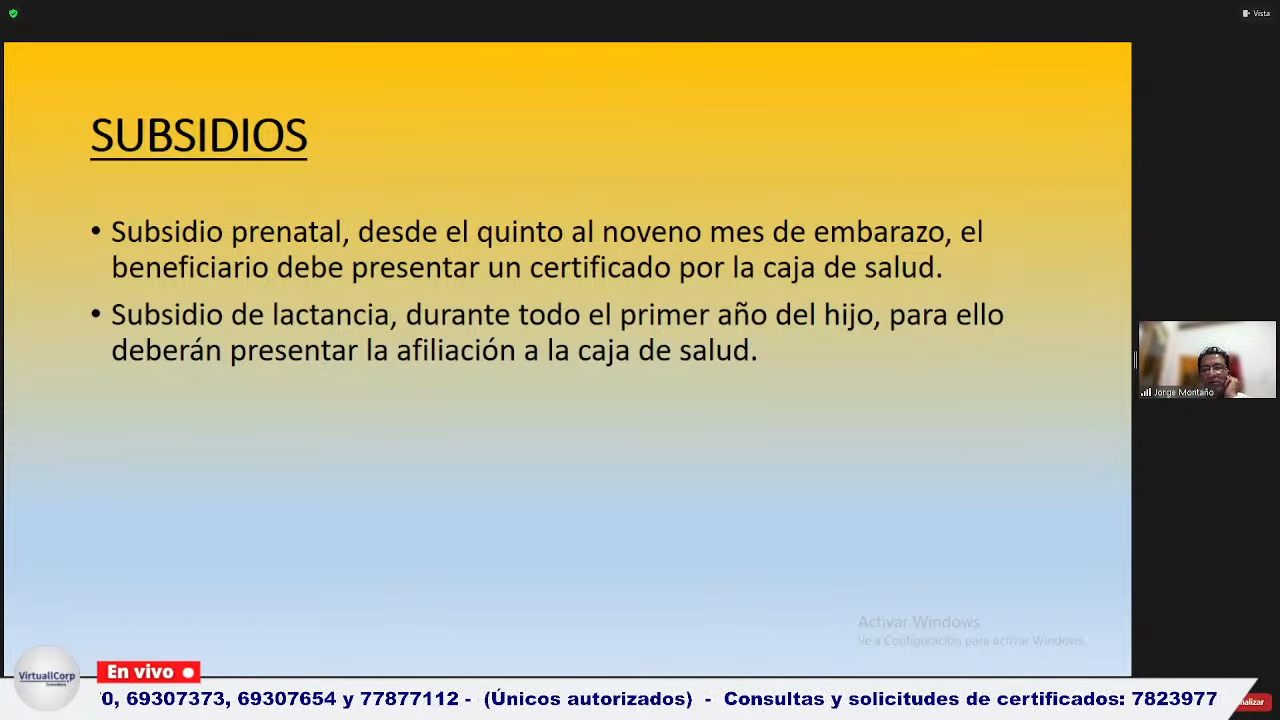 Vista
SUBSIDIOS
• Subsidio prenatal, desde el quinto al noveno mes de embarazo, el
beneficiario debe presentar un certificado por la caja de salud.
• Subsidio de lactancia, durante todo el primer año del hijo, para ello
deberán presentar la afiliación a la caja de salud.
Jorge Montaño
Activar Windows
Ve a Configuración para activar Windows.
VirtuallCorp
En vivo
0, 69307373, 69307654 y 77877112 - (Únicos autorizados) - Consultas y solicitudes de certificados: 7823977